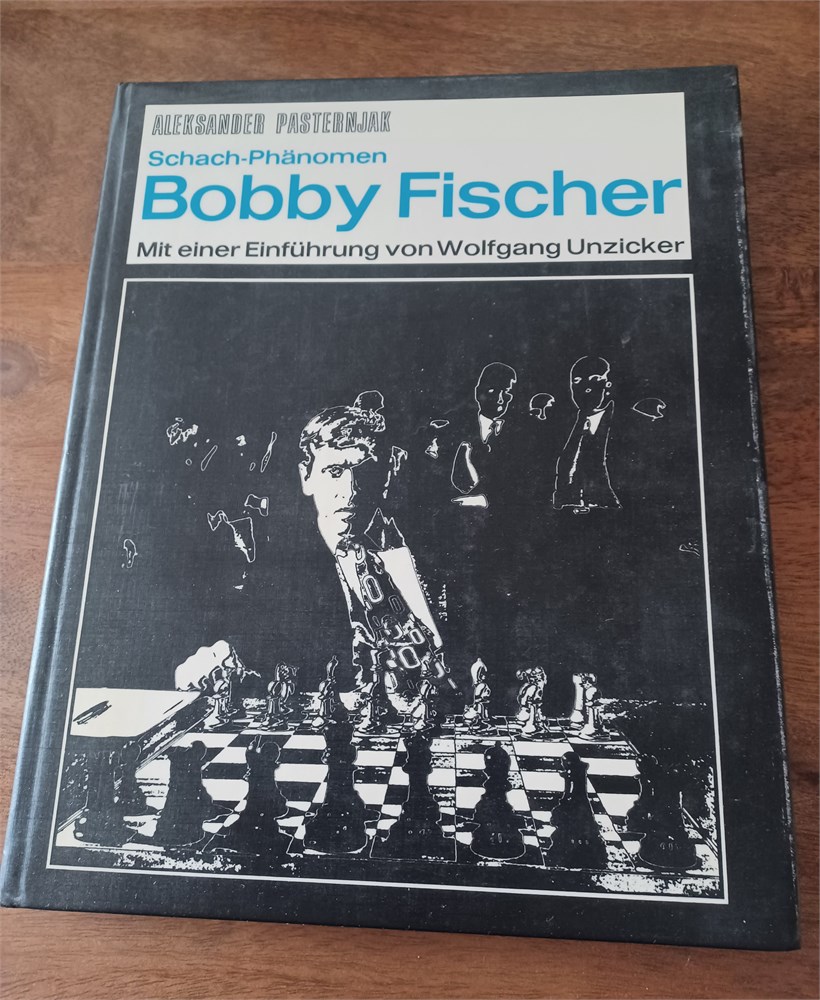 ALEKSANDER PASTERNJAK
Schach-Phänomen
Bobby Fischer
Mit einer Einführung von Wolfgang Unzicker